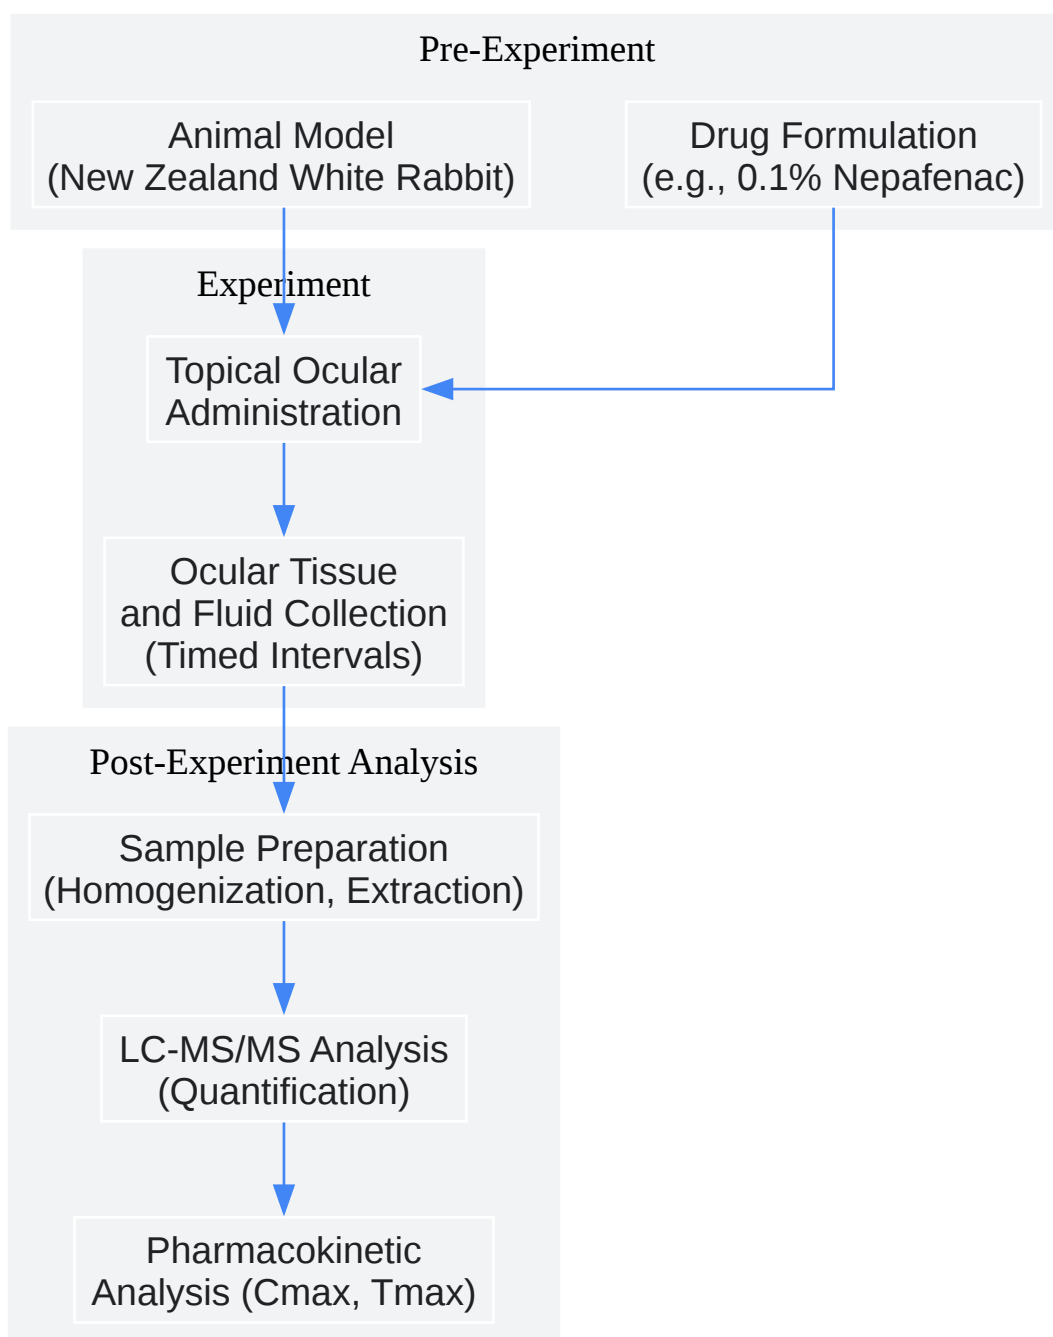 Pre-Experiment
Animal Model
(New Zealand White Rabbit)
Drug Formulation
(e.g., 0.1% Nepafenac)
Experiment
Topical Ocular
Administration
Ocular Tissue
and Fluid Collection
(Timed Intervals)
Post-Experiment Analysis
Sample Preparation
(Homogenization, Extraction)
LC-MS/MS Analysis
(Quantification)
Pharmacokinetic
Analysis (Cmax, Tmax)